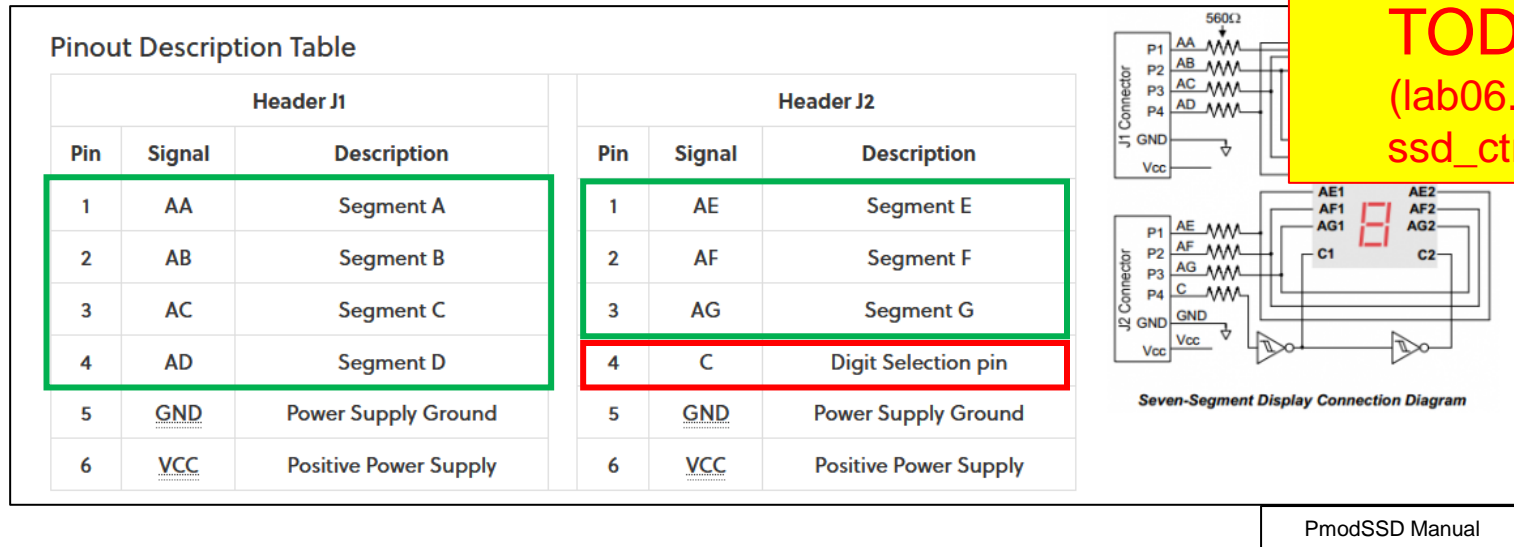 Pinout Description Table
Header J1
Pin Signal Description
1 AA Segment A
2 AB Segment B
3 AC Segment C
4 AD Segment D
5 GND Power Supply Ground
6 VCC Positive Power Supply
Header J2
Pin Signal Description
1 AE Segment E
2 AF Segment F
3 AG Segment G
4 C Digit Selection pin
5 GND Power Supply Ground
6 VCC Positive Power Supply
560Ω
J1 Connector
P1 AA
P2 AB
P3 AC
P4 AD
GND
Vcc
TOD
(lab06.
ssd_ct
AE1 AE2
AF1 AF2
AG1 AG2
C1 C2
J2 Connector
P1 AE
P2 AF
P3 AG
P4 C
GND GND
Vcc Vcc
Seven-Segment Display Connection Diagram
PmodSSD Manual